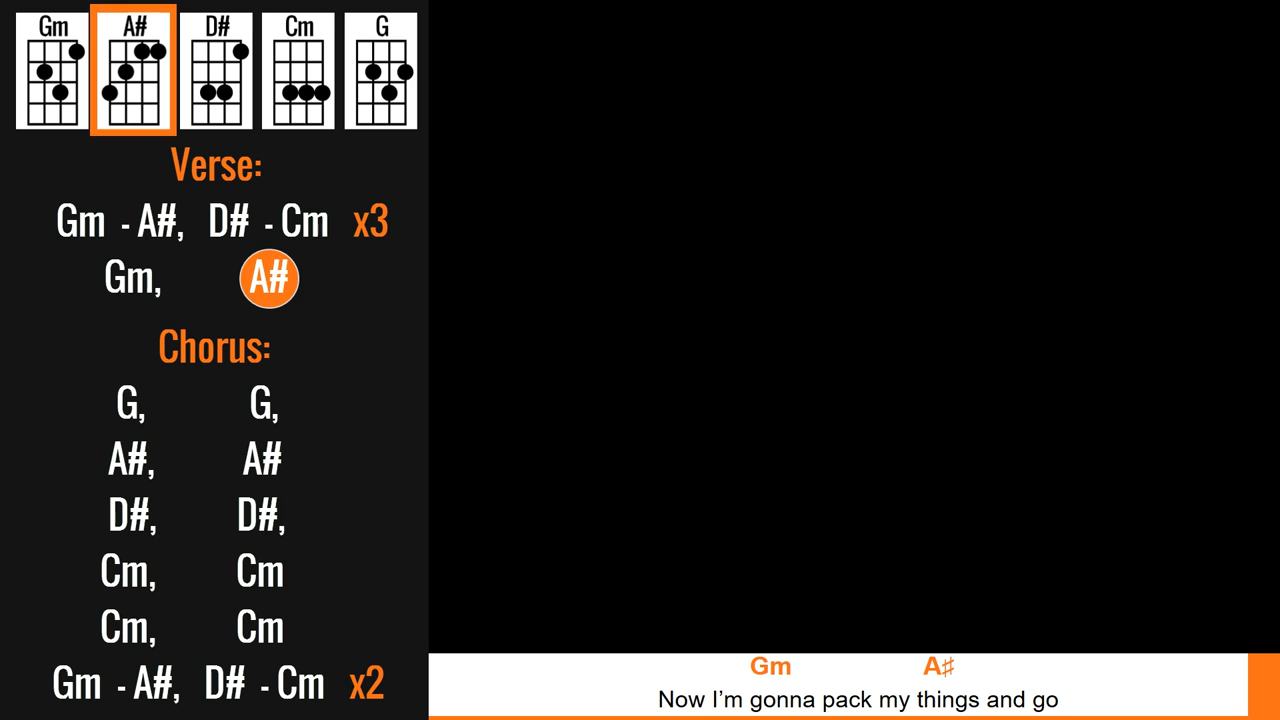 Gm A# D# Cm G
Verse:
Gm - A#, D# - Cm x3
Gm, A#
Chorus:
G, G,
A#, A#
D#, D#,
Cm, Cm
Cm, Cm
Gm - A#, D# - Cm x2
Gm A♯
Now I’m gonna pack my things and go